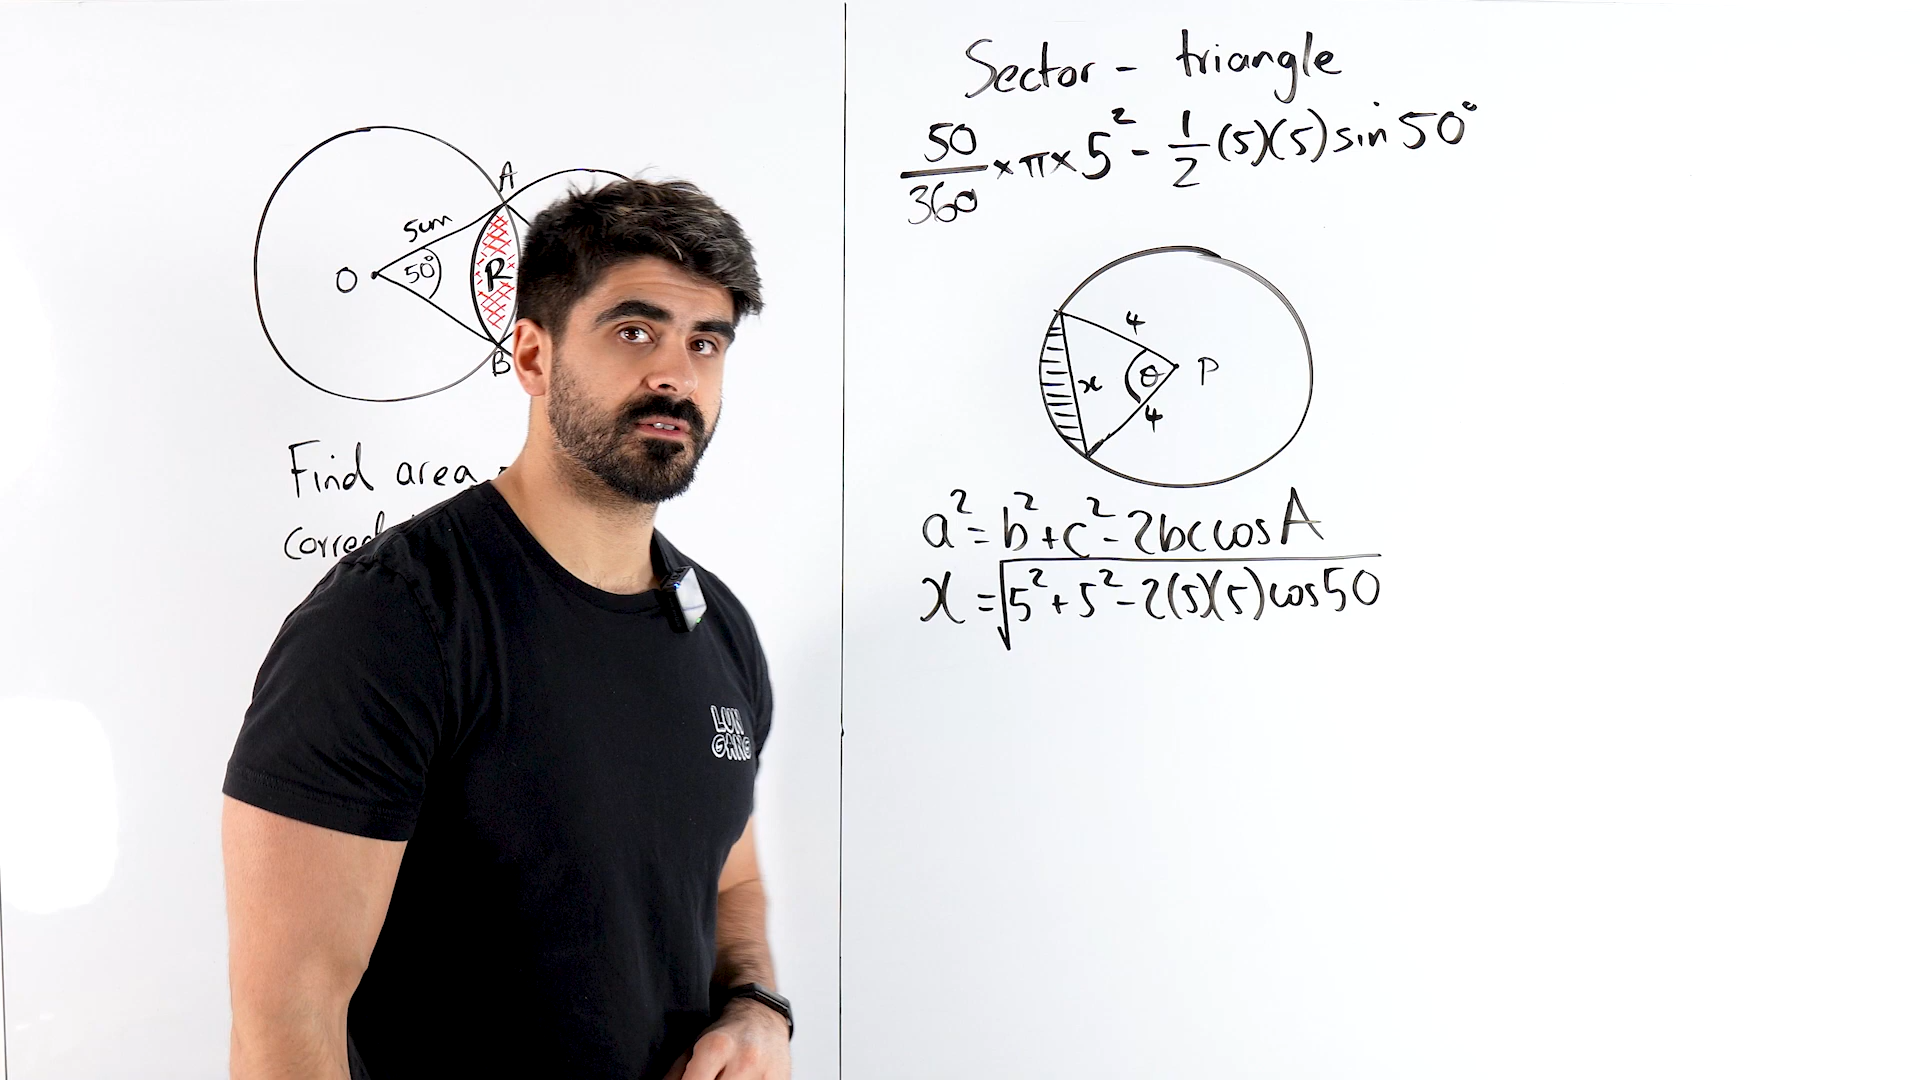 A
5cm
O
50°
R
B
Find area
LUN
GANG
Sector - triangle
50/360 × π × 5² - 1/2 (5)(5) sin 50°
4
x
θ
P
4
a² = b² + c² - 2bc cos A
x = √5² + 5² - 2(5)(5) cos 50